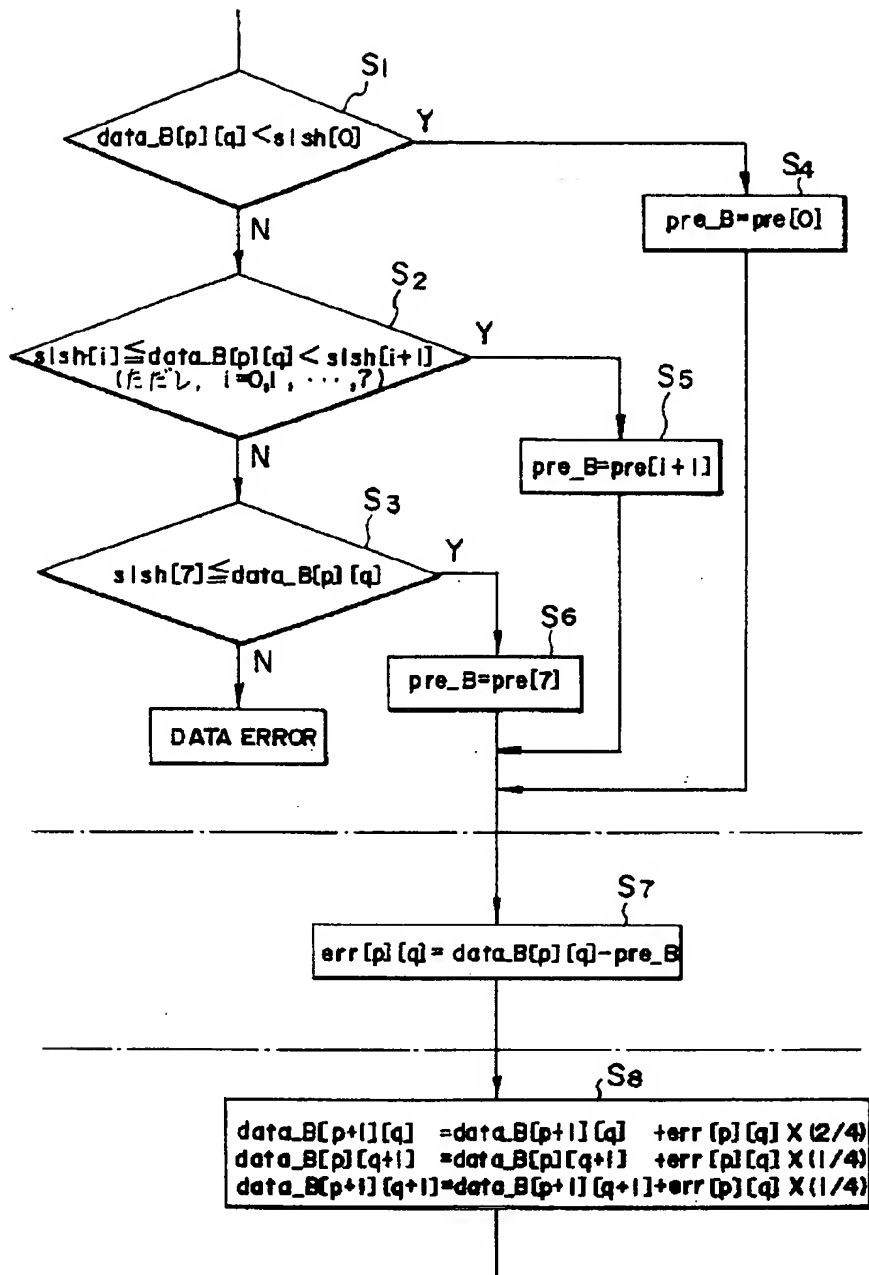 S1
data_B[p][q]<slsh[0]
Y
S4
pre_B=pre[0]
N
S2
slsh[i]≦data_B[p][q]<slsh[i+1]
(ただし, i=0,1,···,7)
Y
S5
pre_B=pre[i+1]
N
S3
slsh[7]≦data_B[p][q]
Y
S6
pre_B=pre[7]
N
DATA ERROR
S7
err[p][q]=data_B[p][q]-pre_B
S8
data_B[p+1][q] =data_B[p+1][q] +err[p][q]X(2/4)
data_B[p][q+1] =data_B[p][q+1] +err[p][q]X(1/4)
data_B[p+1][q+1]=data_B[p+1][q+1]+err[p][q]X(1/4)